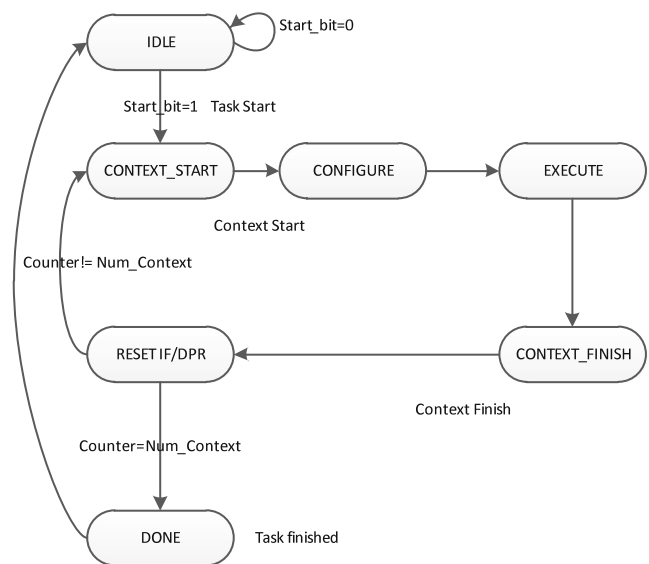 IDLE
Start_bit=0
Start_bit=1 Task Start
CONTEXT_START
CONFIGURE
EXECUTE
Context Start
Counter!= Num_Context
RESET IF/DPR
CONTEXT_FINISH
Context Finish
Counter=Num_Context
DONE
Task finished